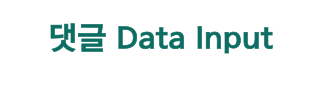 댓글 Data Input